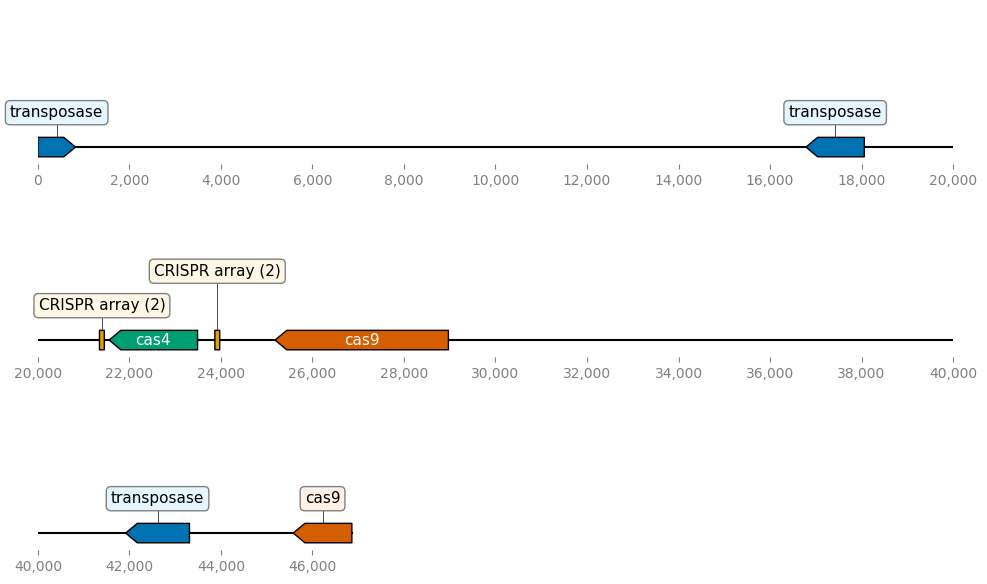 transposase transposase
0 2,000 4,000 6,000 8,000 10,000 12,000 14,000 16,000 18,000 20,000
CRISPR array (2)
CRISPR array (2)
cas4 cas9
20,000 22,000 24,000 26,000 28,000 30,000 32,000 34,000 36,000 38,000 40,000
transposase cas9
40,000 42,000 44,000 46,000